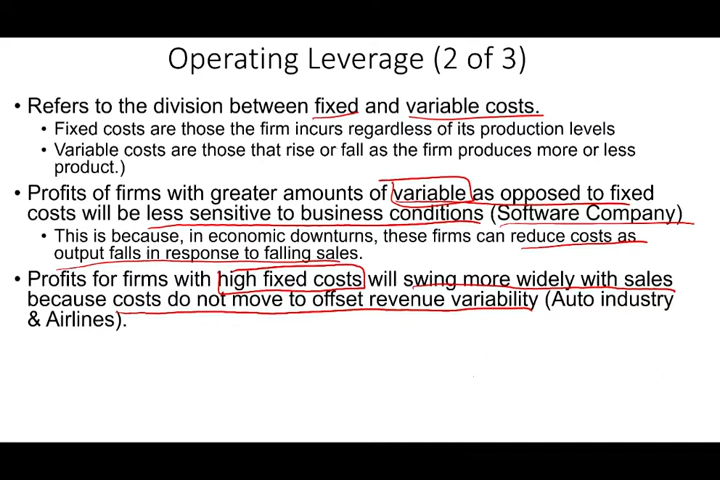 Operating Leverage (2 of 3)
• Refers to the division between fixed and variable costs.
• Fixed costs are those the firm incurs regardless of its production levels
• Variable costs are those that rise or fall as the firm produces more or less
product.)
• Profits of firms with greater amounts of variable as opposed to fixed
costs will be less sensitive to business conditions (Software Company)
• This is because, in economic downturns, these firms can reduce costs as
output falls in response to falling sales.
• Profits for firms with high fixed costs will swing more widely with sales
because costs do not move to offset revenue variability (Auto industry
& Airlines).